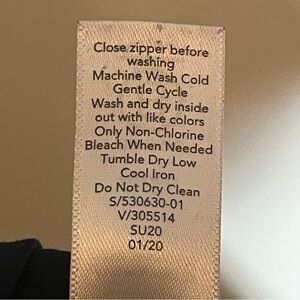 Close zipper before
washing
Machine Wash Cold
Gentle Cycle
Wash and dry inside
out with like colors
Only Non-Chlorine
Bleach When Needed
Tumble Dry Low
Cool Iron
Do Not Dry Clean
S/530630-01
V/305514
SU20
01/20